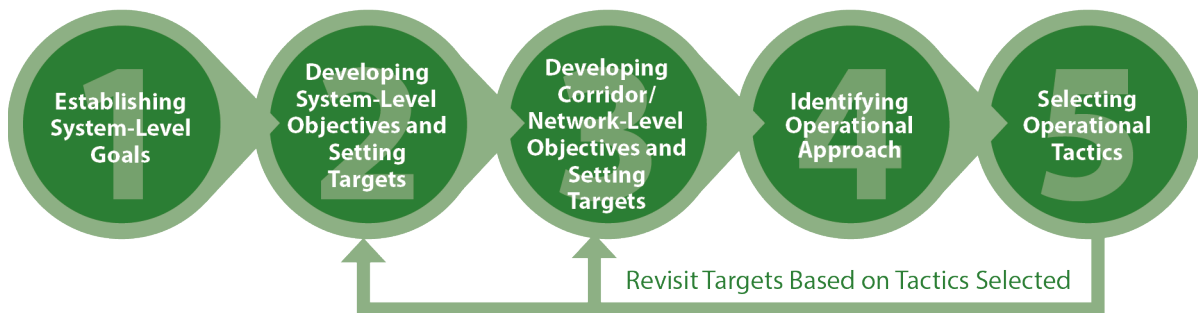 1
Establishing
System-Level
Goals
2
Developing
System-Level
Objectives and
Setting
Targets
3
Developing
Corridor/
Network-Level
Objectives and
Setting
Targets
4
Identifying
Operational
Approach
5
Selecting
Operational
Tactics
Revisit Targets Based on Tactics Selected